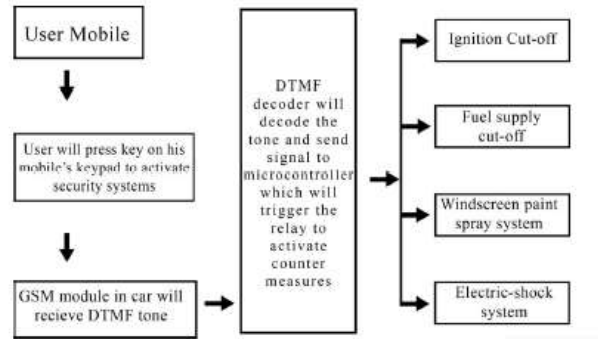 User Mobile
User will press key on his
mobile's keypad to activate
security systems
GSM module in car will
recieve DTMF tone
DTMF
decoder will
decode the
tone and send
signal to
microcontroller
which will
trigger the
relay to
activate
counter
measures
Ignition Cut-off
Fuel supply
cut-off
Windscreen paint
spray system
Electric-shock
system